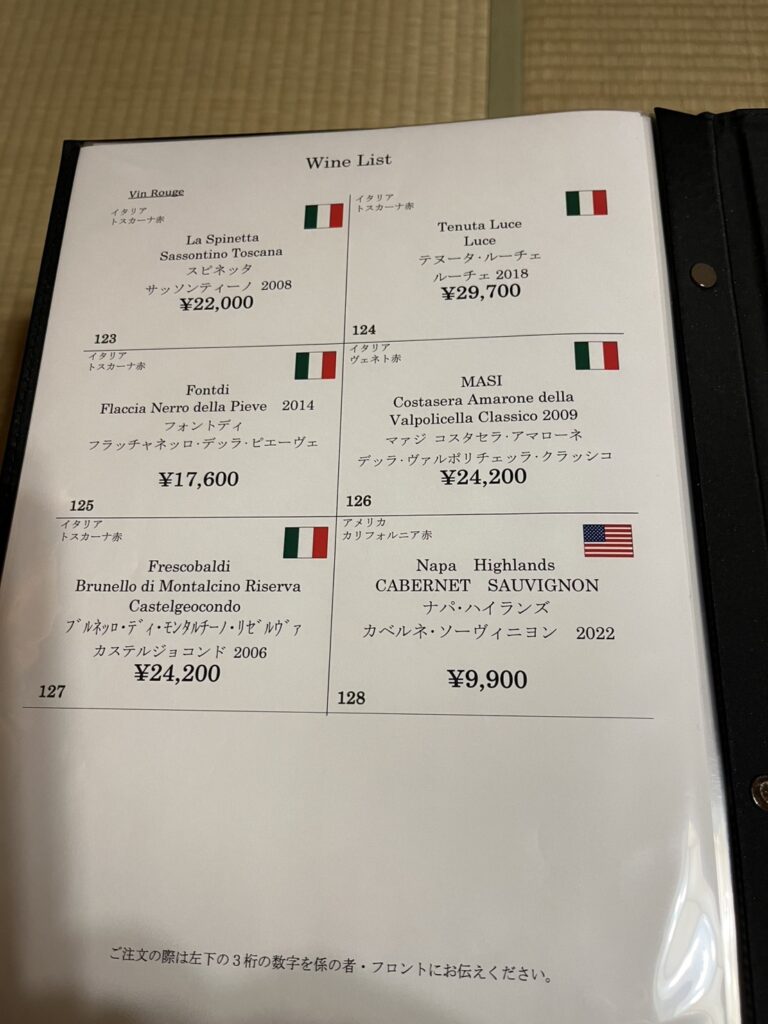 Wine List
Vin Rouge
イタリア
トスカーナ赤
La Spinetta
Sassontino Toscana
スピネッタ
サッソンティーノ 2008
¥22,000
123
イタリア
トスカーナ赤
Tenuta Luce
Luce
テヌータ・ルーチェ
ルーチェ 2018
¥29,700
124
イタリア
トスカーナ赤
Fontdi
Flaccia Nerro della Pieve 2014
フォントディ
フラッチャネッロ・デッラ・ピエーヴェ
¥17,600
125
イタリア
ヴェネト赤
MASI
Costasera Amarone della
Valpolicella Classico 2009
マァジ コスタセラ・アマローネ
デッラ・ヴァルポリチェッラ・クラッシコ
¥24,200
126
イタリア
トスカーナ赤
Frescobaldi
Brunello di Montalcino Riserva
Castelgeocondo
ﾌﾞﾙﾈｯﾛ・ﾃﾞｨ・ﾓﾝﾀﾙﾁｰﾉ・ﾘｾﾞﾙｳﾞｧ
カステルジョコンド 2006
¥24,200
127
アメリカ
カリフォルニア赤
Napa Highlands
CABERNET SAUVIGNON
ナパ・ハイランズ
カベルネ・ソーヴィニヨン 2022
¥9,900
128
ご注文の際は左下の３桁の数字を係の者・フロントにお伝えください。